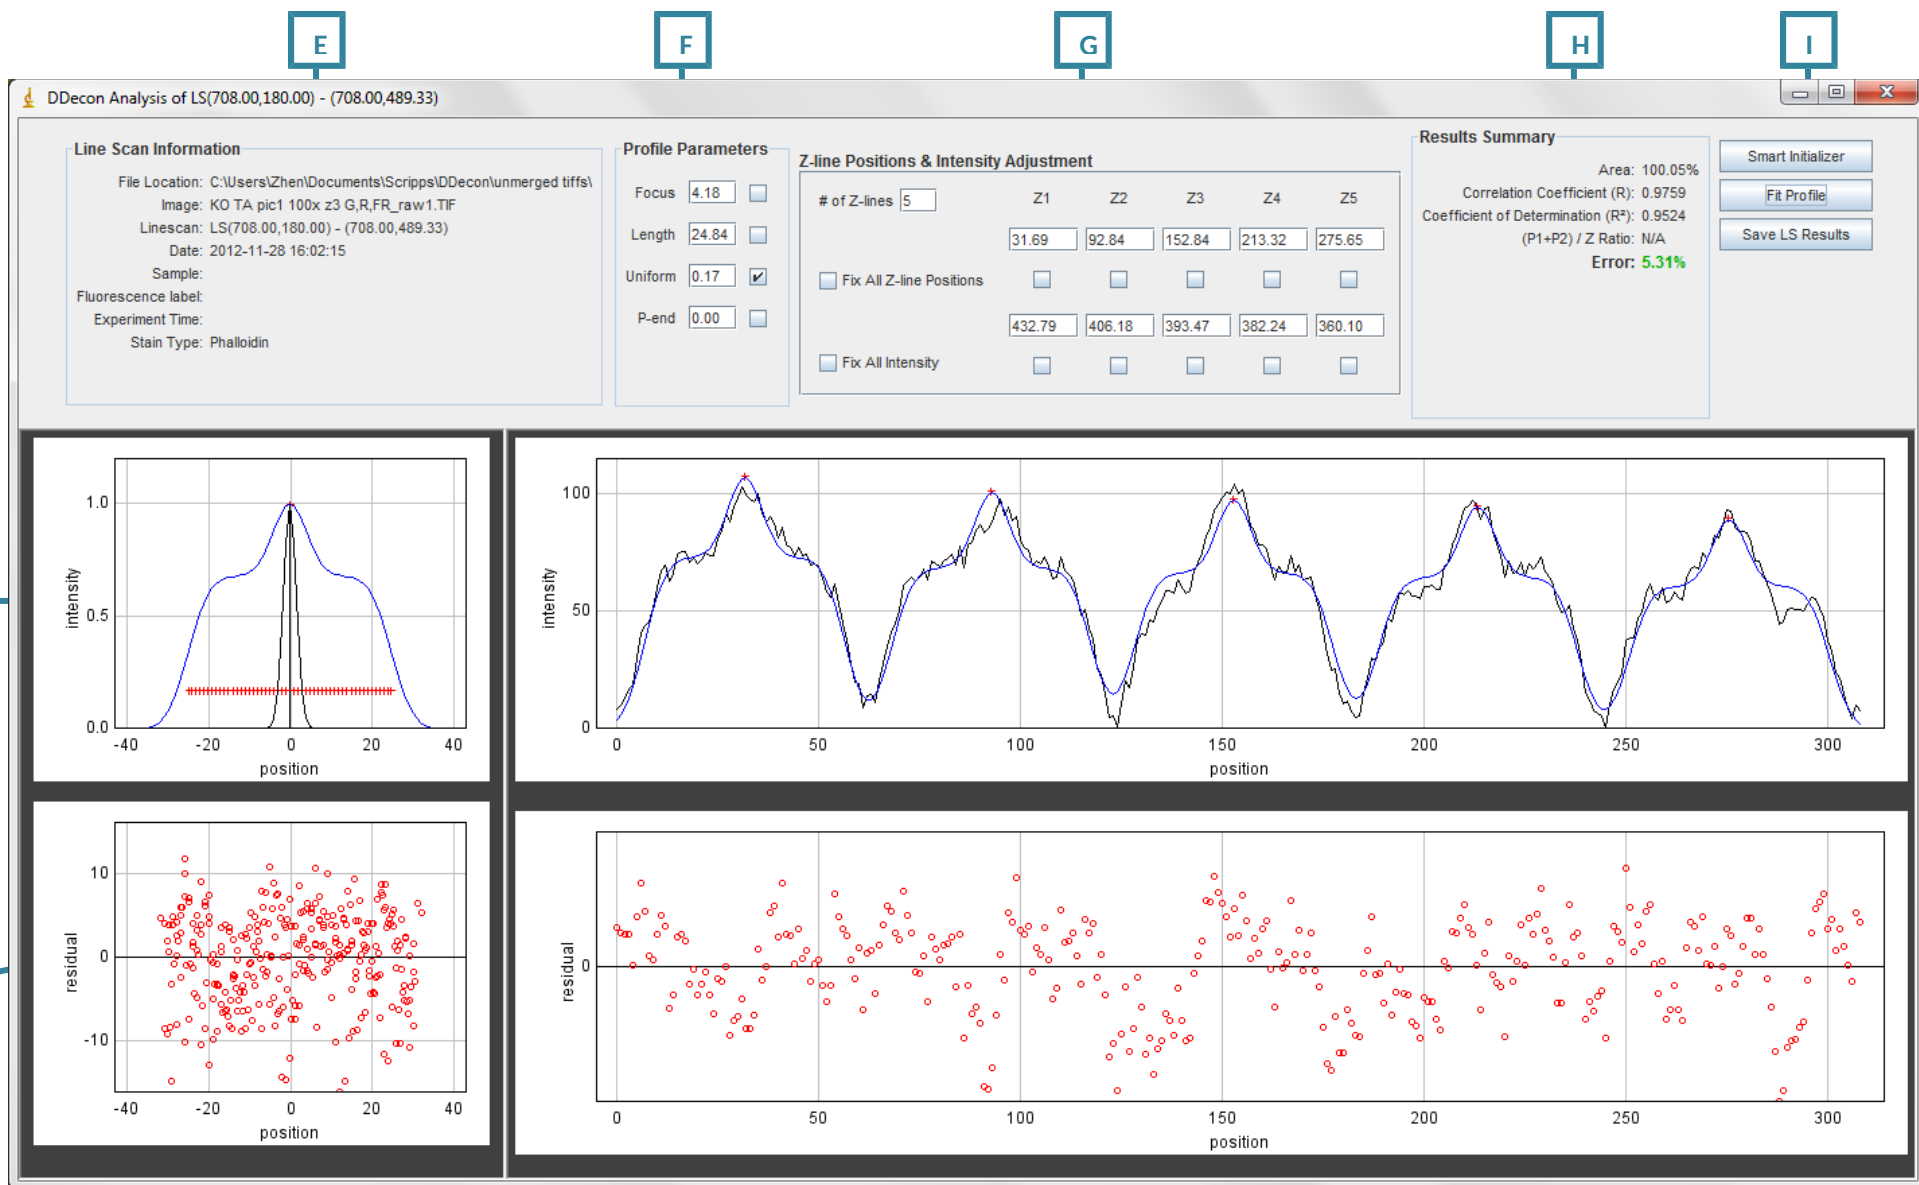 E F G H I
DDecon Analysis of LS(708.00,180.00) - (708.00,489.33)
Line Scan Information
File Location: C:\Users\Zhen\Documents\Scripps\DDecon\unmerged tiffs\
Image: KO TA pic1 100x z3 G,R,FR_raw1.TIF
Linescan: LS(708.00,180.00) - (708.00,489.33)
Date: 2012-11-28 16:02:15
Sample:
Fluorescence label:
Experiment Time:
Stain Type: Phalloidin
Profile Parameters
Focus 4.18
Length 24.84
Uniform 0.17
P-end 0.00
Z-line Positions & Intensity Adjustment
# of Z-lines 5 Z1 Z2 Z3 Z4 Z5
31.69 92.84 152.84 213.32 275.65
Fix All Z-line Positions
432.79 406.18 393.47 382.24 360.10
Fix All Intensity
Results Summary
Area: 100.05%
Correlation Coefficient (R): 0.9759
Coefficient of Determination (R²): 0.9524
(P1+P2) / Z Ratio: N/A
Error: 5.31%
Smart Initializer
Fit Profile
Save LS Results
1.0
0.5
0.0
intensity
-40 -20 0 20 40
position
100
50
0
intensity
0 50 100 150 200 250 300
position
10
0
-10
residual
-40 -20 0 20 40
position
0
residual
0 50 100 150 200 250 300
position